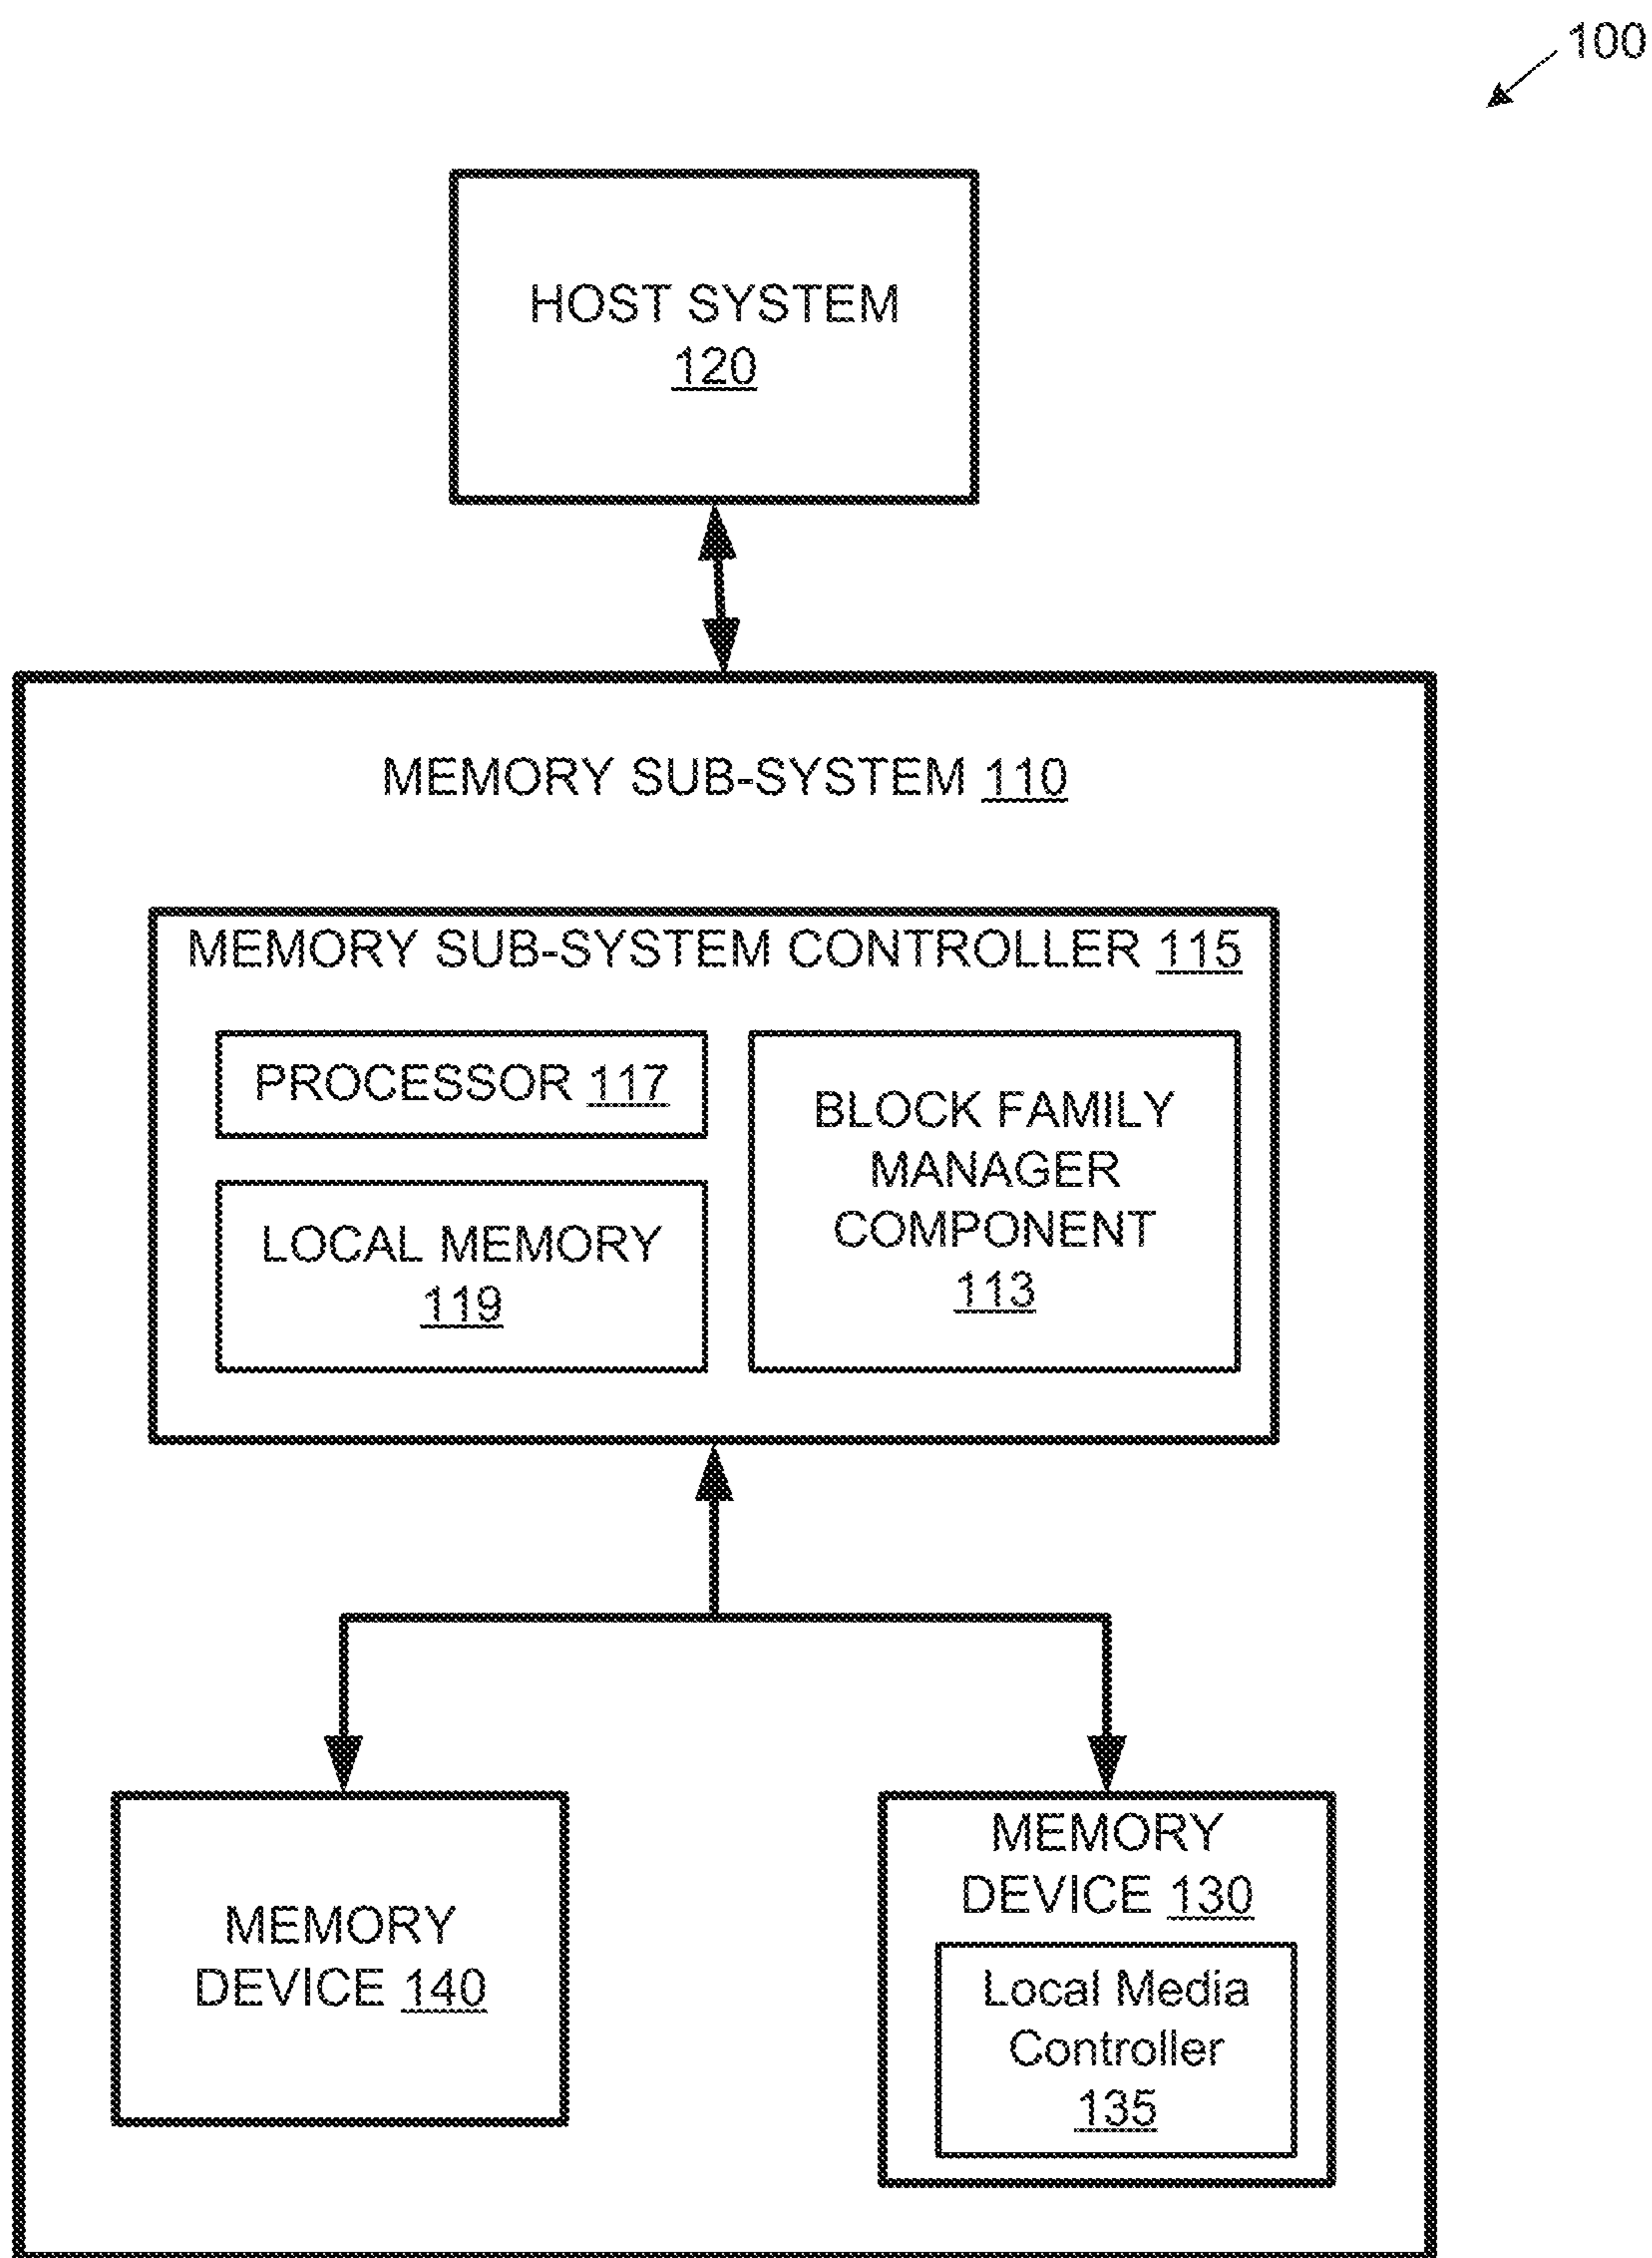 100
HOST SYSTEM
120
MEMORY SUB-SYSTEM 110
MEMORY SUB-SYSTEM CONTROLLER 115
PROCESSOR 117
LOCAL MEMORY
119
BLOCK FAMILY
MANAGER
COMPONENT
113
MEMORY
DEVICE 140
MEMORY
DEVICE 130
Local Media
Controller
135